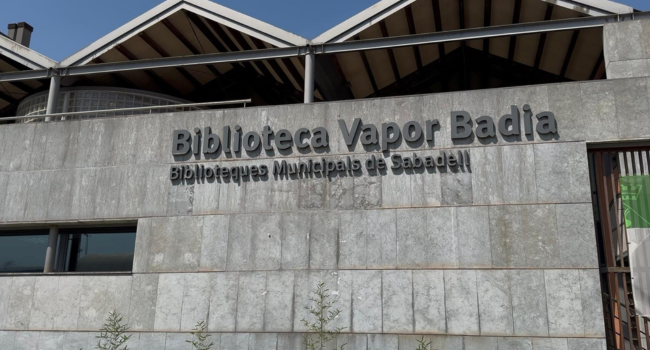 Biblioteca Vapor Badia
Biblioteques Municipals de Sabadell